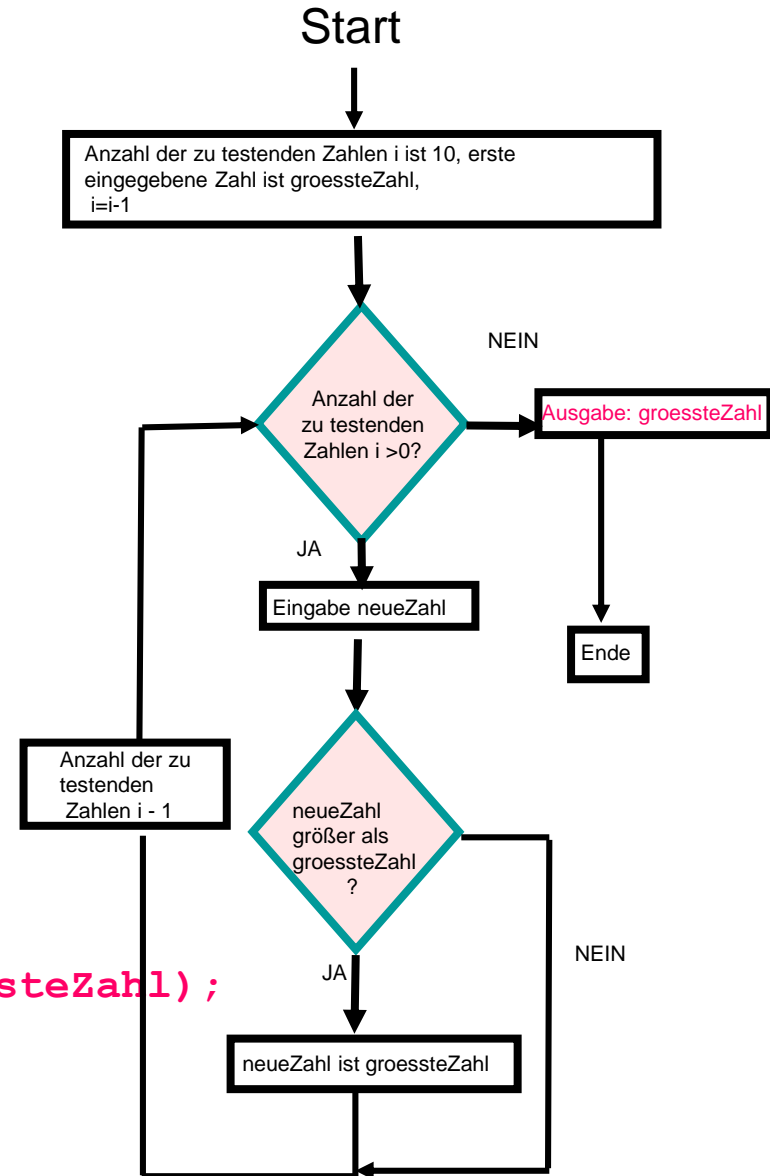 Start
Anzahl der zu testenden Zahlen i ist 10, erste
eingegebene Zahl ist groessteZahl,
i=i-1
NEIN
Anzahl der
zu testenden
Zahlen i >0?
Ausgabe: groessteZahl
JA
Eingabe neueZahl
Ende
Anzahl der zu
testenden
Zahlen i - 1
neueZahl
größer als
groessteZahl
?
NEIN
steZahl);
JA
neueZahl ist groessteZahl